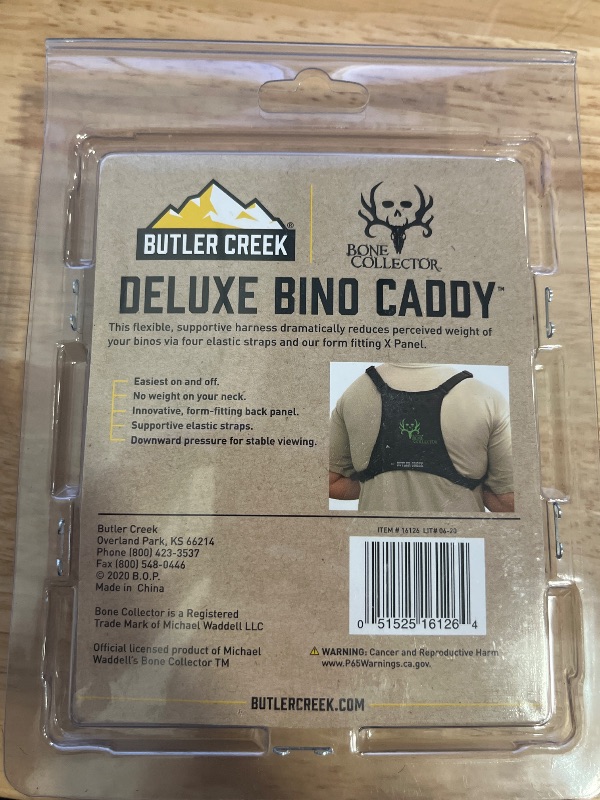 BUTLER CREEK®
BONE
COLLECTOR
DELUXE BINO CADDY™
This flexible, supportive harness dramatically reduces perceived weight of
your binos via four elastic straps and our form fitting X Panel.
Easiest on and off.
No weight on your neck.
Innovative, form-fitting back panel.
Supportive elastic straps.
Downward pressure for stable viewing.
BONE
COLLECTOR
Butler Creek
Overland Park, KS 66214
Phone (800) 423-3537
Fax (800) 548-0446
© 2020 B.O.P.
Made in China
Bone Collector is a Registered
Trade Mark of Michael Waddell LLC
Official licensed product of Michael
Waddell's Bone Collector TM
ITEM # 16126 LIT# 06-20
0 51525 16126 4
⚠ WARNING: Cancer and Reproductive Harm
www.P65Warnings.ca.gov.
BUTLERCREEK.COM